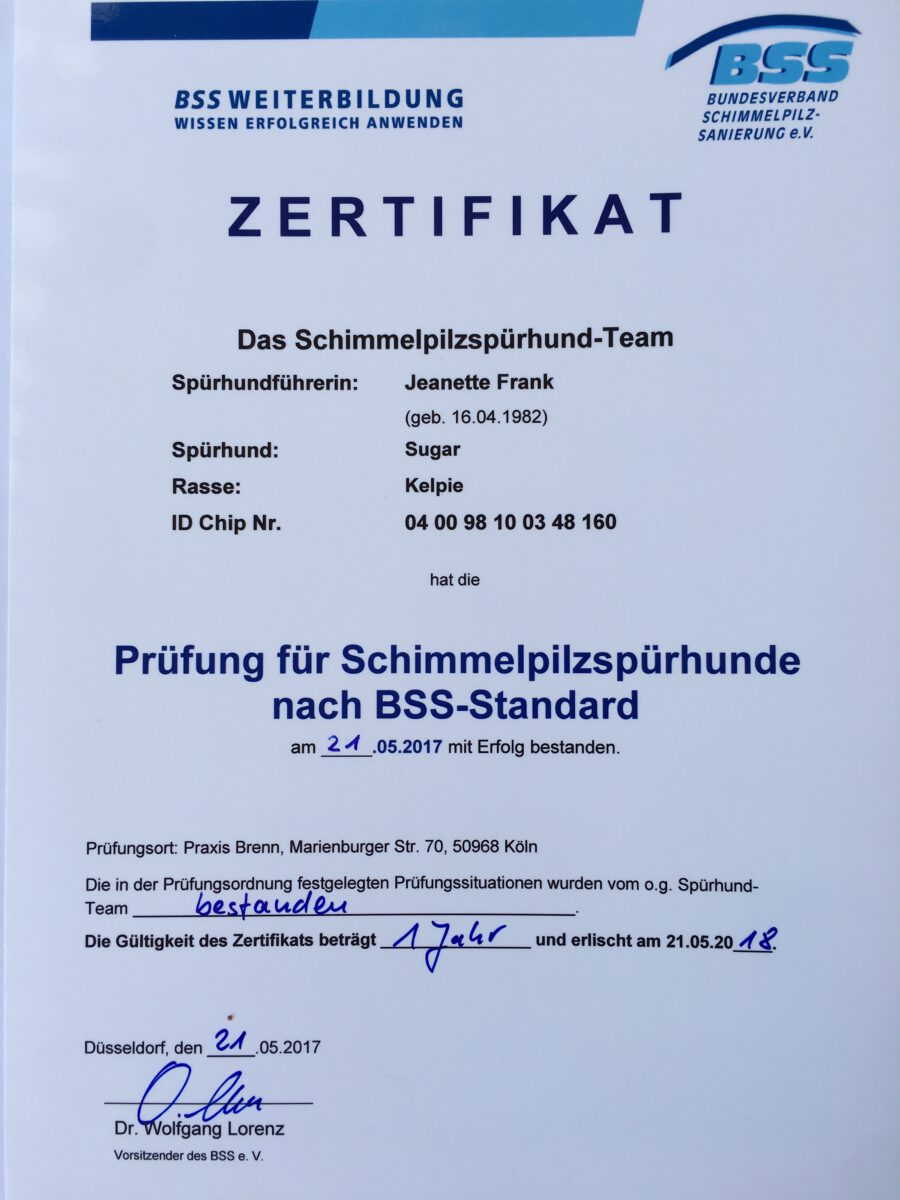 BSS WEITERBILDUNG
WISSEN ERFOLGREICH ANWENDEN
BSS
BUNDESVERBAND
SCHIMMELPILZ-
SANIERUNG e.V.
ZERTIFIKAT
Das Schimmelpilzspürhund-Team
Spürhundführerin: Jeanette Frank
(geb. 16.04.1982)
Spürhund: Sugar
Rasse: Kelpie
ID Chip Nr. 04 00 98 10 03 48 160
hat die
Prüfung für Schimmelpilzspürhunde
nach BSS-Standard
am 21.05.2017 mit Erfolg bestanden.
Prüfungsort: Praxis Brenn, Marienburger Str. 70, 50968 Köln
Die in der Prüfungsordnung festgelegten Prüfungssituationen wurden vom o.g. Spürhund-
Team bestanden.
Die Gültigkeit des Zertifikats beträgt 1 Jahr und erlischt am 21.05.2018.
Düsseldorf, den 21.05.2017
Dr. Wolfgang Lorenz
Vorsitzender des BSS e. V.